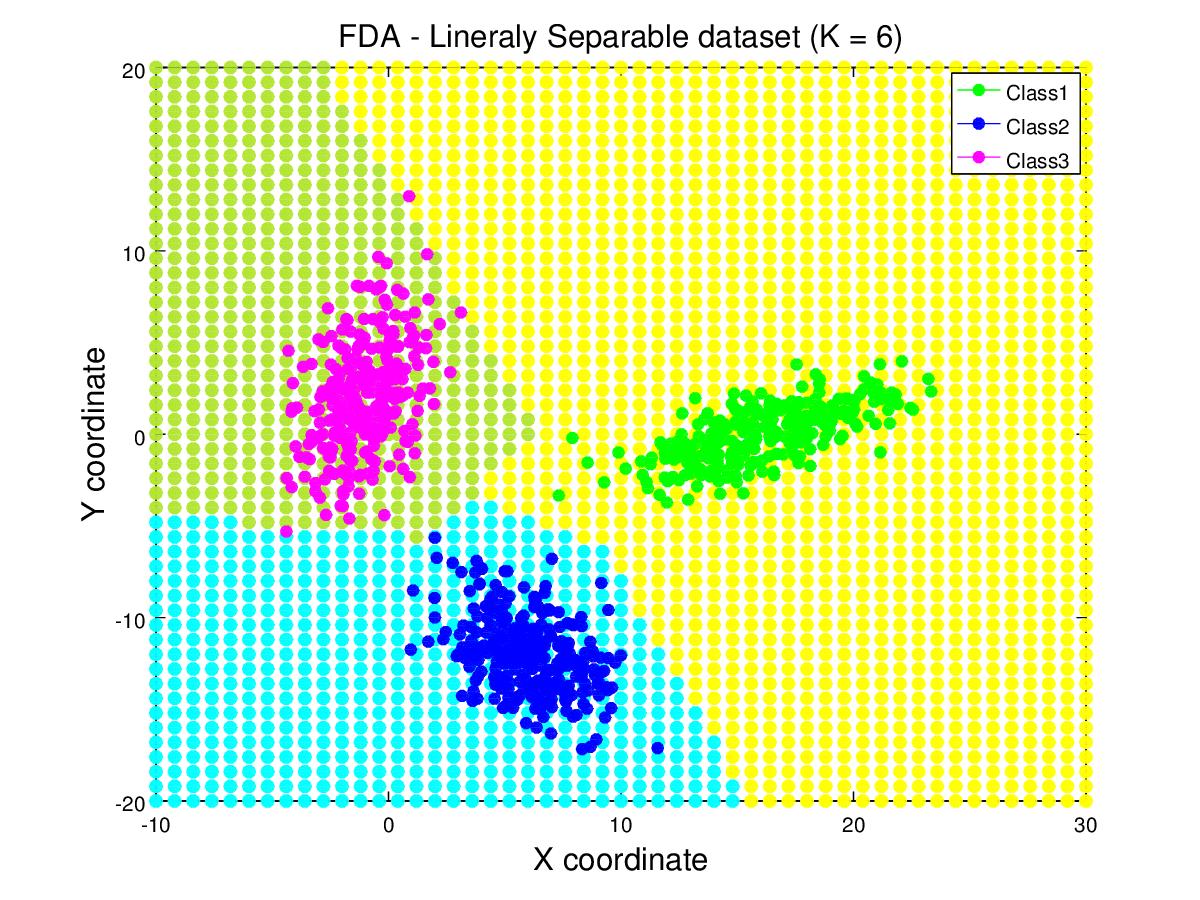 FDA - Lineraly Separable dataset (K = 6)
20
10
0
-10
-20
Y coordinate
Class1
Class2
Class3
-10 0 10 20 30
X coordinate